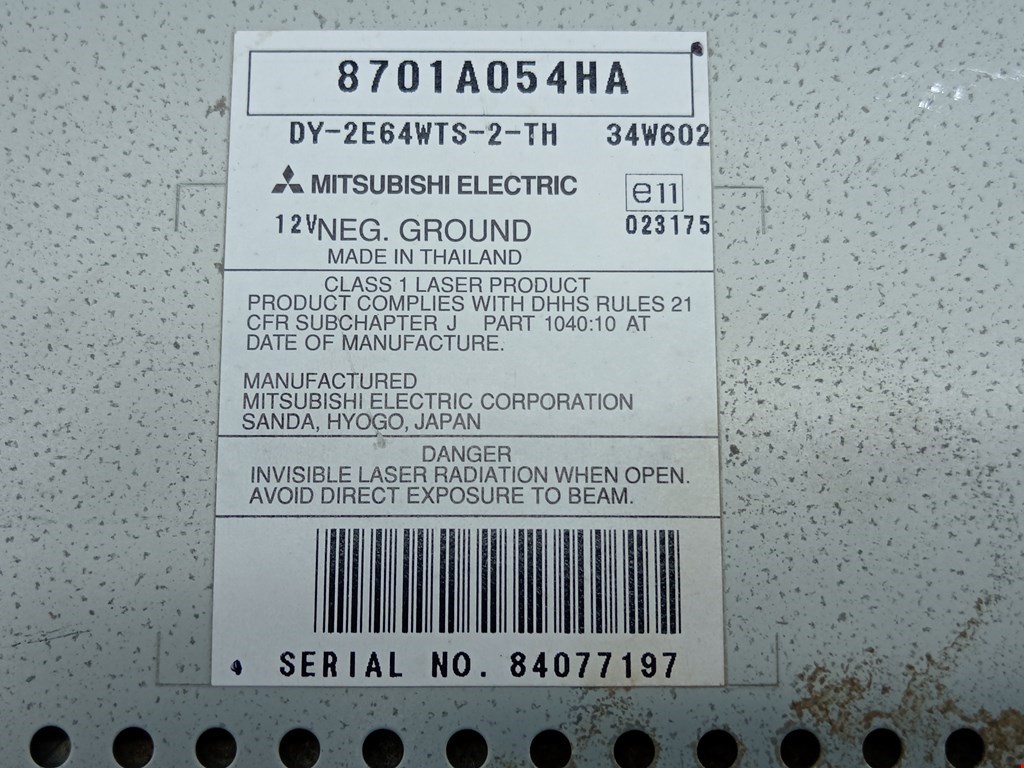 8701A054HA
DY-2E64WTS-2-TH 34W602
MITSUBISHI ELECTRIC e11
12V NEG. GROUND 023175
MADE IN THAILAND
CLASS 1 LASER PRODUCT
PRODUCT COMPLIES WITH DHHS RULES 21
CFR SUBCHAPTER J PART 1040:10 AT
DATE OF MANUFACTURE.
MANUFACTURED
MITSUBISHI ELECTRIC CORPORATION
SANDA, HYOGO, JAPAN
DANGER
INVISIBLE LASER RADIATION WHEN OPEN.
AVOID DIRECT EXPOSURE TO BEAM.
SERIAL NO. 84077197